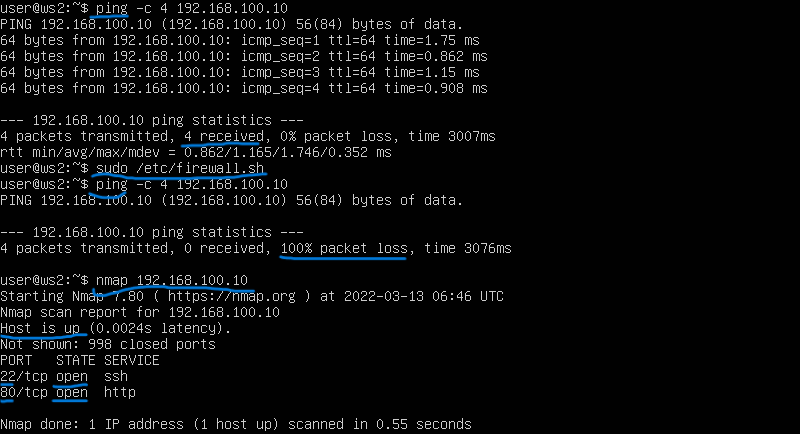 user@ws2:~$ ping -c 4 192.168.100.10
PING 192.168.100.10 (192.168.100.10) 56(84) bytes of data.
64 bytes from 192.168.100.10: icmp_seq=1 ttl=64 time=1.75 ms
64 bytes from 192.168.100.10: icmp_seq=2 ttl=64 time=0.862 ms
64 bytes from 192.168.100.10: icmp_seq=3 ttl=64 time=1.15 ms
64 bytes from 192.168.100.10: icmp_seq=4 ttl=64 time=0.908 ms
--- 192.168.100.10 ping statistics ---
4 packets transmitted, 4 received, 0% packet loss, time 3007ms
rtt min/avg/max/mdev = 0.862/1.165/1.746/0.352 ms
user@ws2:~$ sudo /etc/firewall.sh
user@ws2:~$ ping -c 4 192.168.100.10
PING 192.168.100.10 (192.168.100.10) 56(84) bytes of data.
--- 192.168.100.10 ping statistics ---
4 packets transmitted, 0 received, 100% packet loss, time 3076ms
user@ws2:~$ nmap 192.168.100.10
Starting Nmap 7.80 ( https://nmap.org ) at 2022-03-13 06:46 UTC
Nmap scan report for 192.168.100.10
Host is up (0.0024s latency).
Not shown: 998 closed ports
PORT   STATE SERVICE
22/tcp open  ssh
80/tcp open  http
Nmap done: 1 IP address (1 host up) scanned in 0.55 seconds